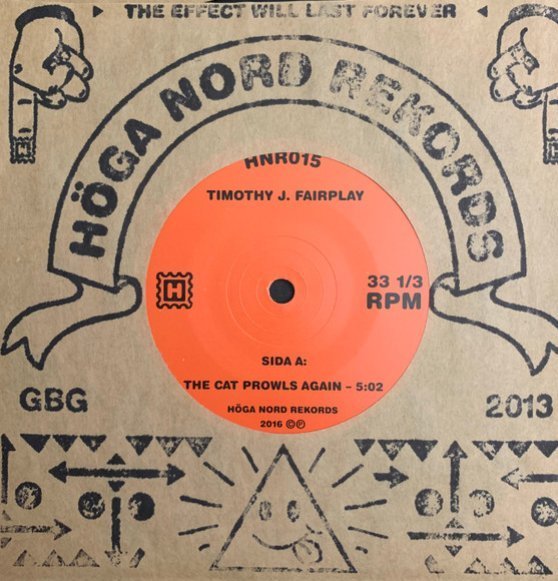 THE EFFECT WILL LAST FOREVER
HÖGA NORD REKORDS
HNR015
TIMOTHY J. FAIRPLAY
H
33 1/3
RPM
SIDA A:
THE CAT PROWLS AGAIN – 5:02
HÖGA NORD REKORDS
2016 ©℗
GBG
2013